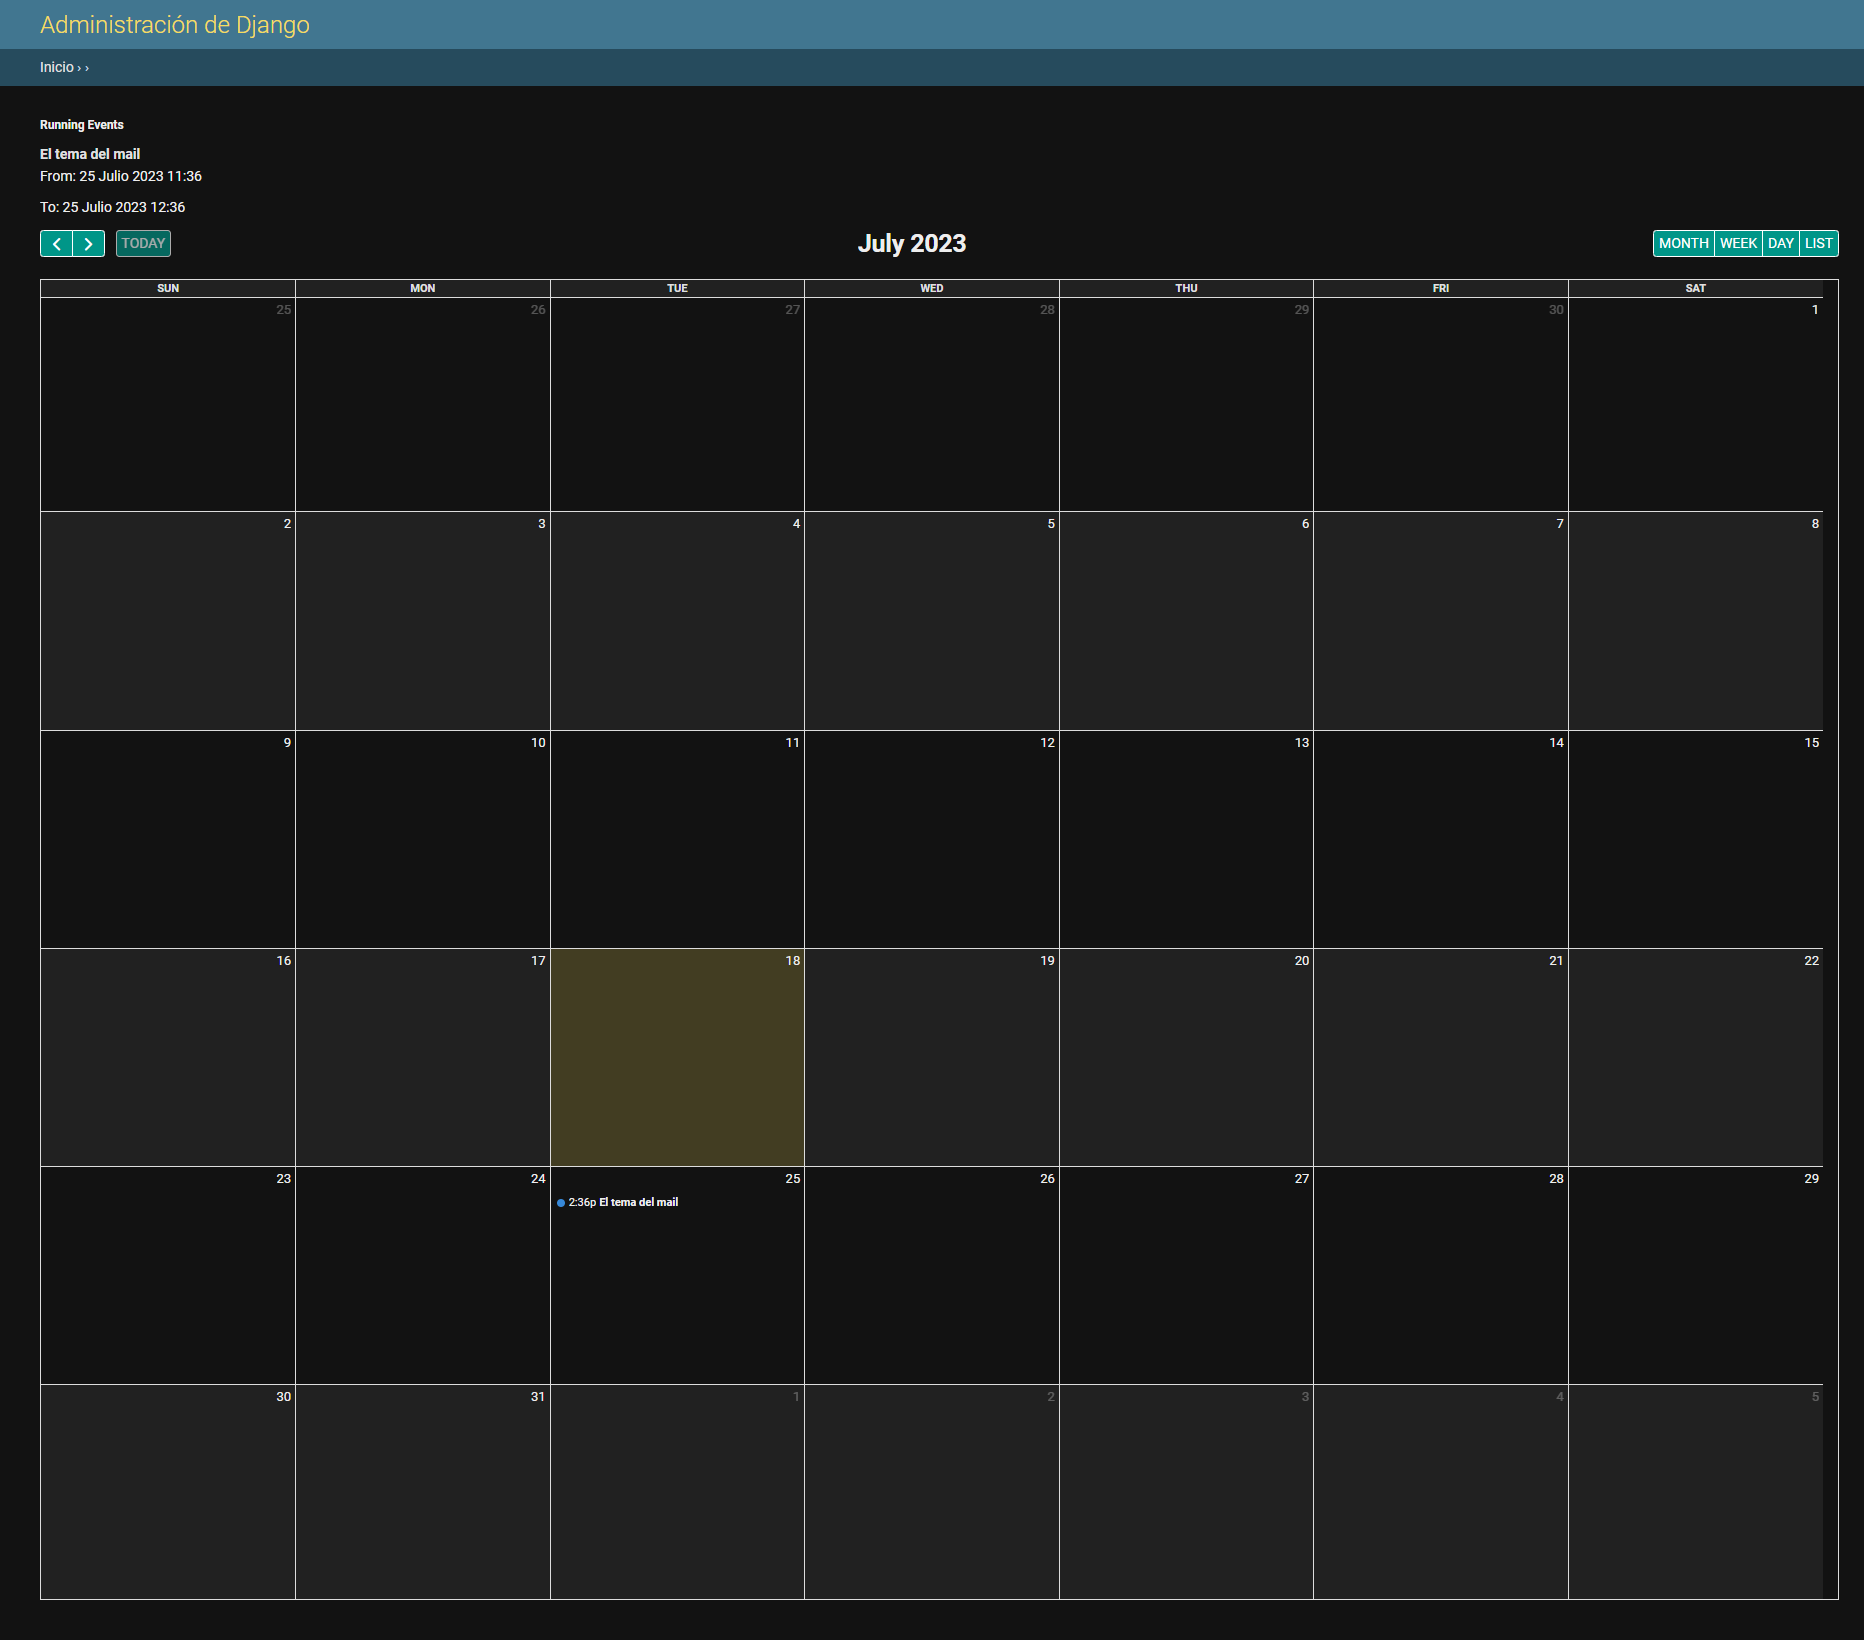 Administración de Django
Inicio › ›
Running Events
El tema del mail
From: 25 Julio 2023 11:36
To: 25 Julio 2023 12:36
TODAY July 2023 MONTH WEEK DAY LIST
SUN MON TUE WED THU FRI SAT
25 26 27 28 29 30 1
2 3 4 5 6 7 8
9 10 11 12 13 14 15
16 17 18 19 20 21 22
23 24 25 26 27 28 29
2:36p El tema del mail
30 31 1 2 3 4 5